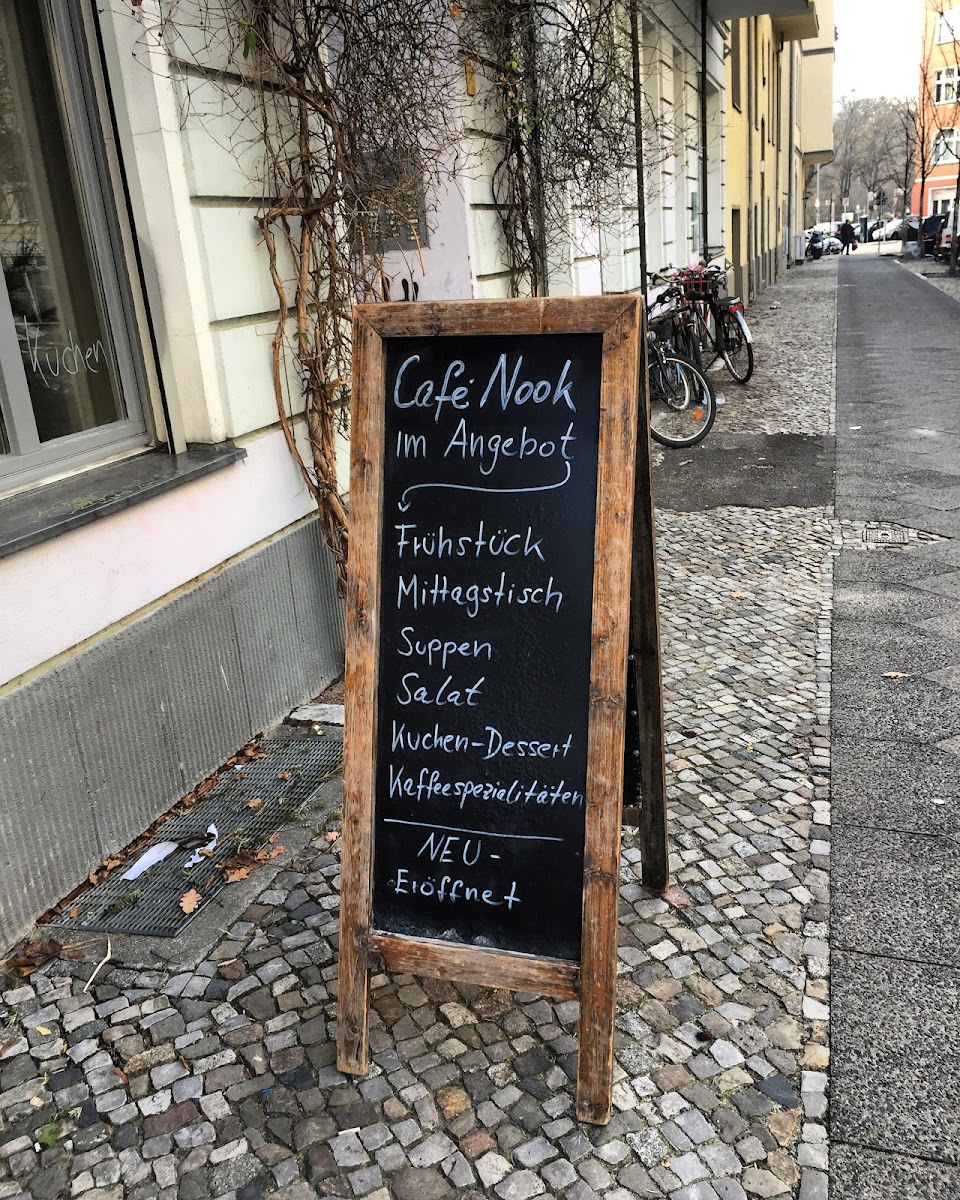 Café Nook
im Angebot
Frühstück
Mittagstisch
Suppen
Salat
Kuchen-Dessert
Kaffeespezialitäten
NEU-
Eröffnet
Kuchen